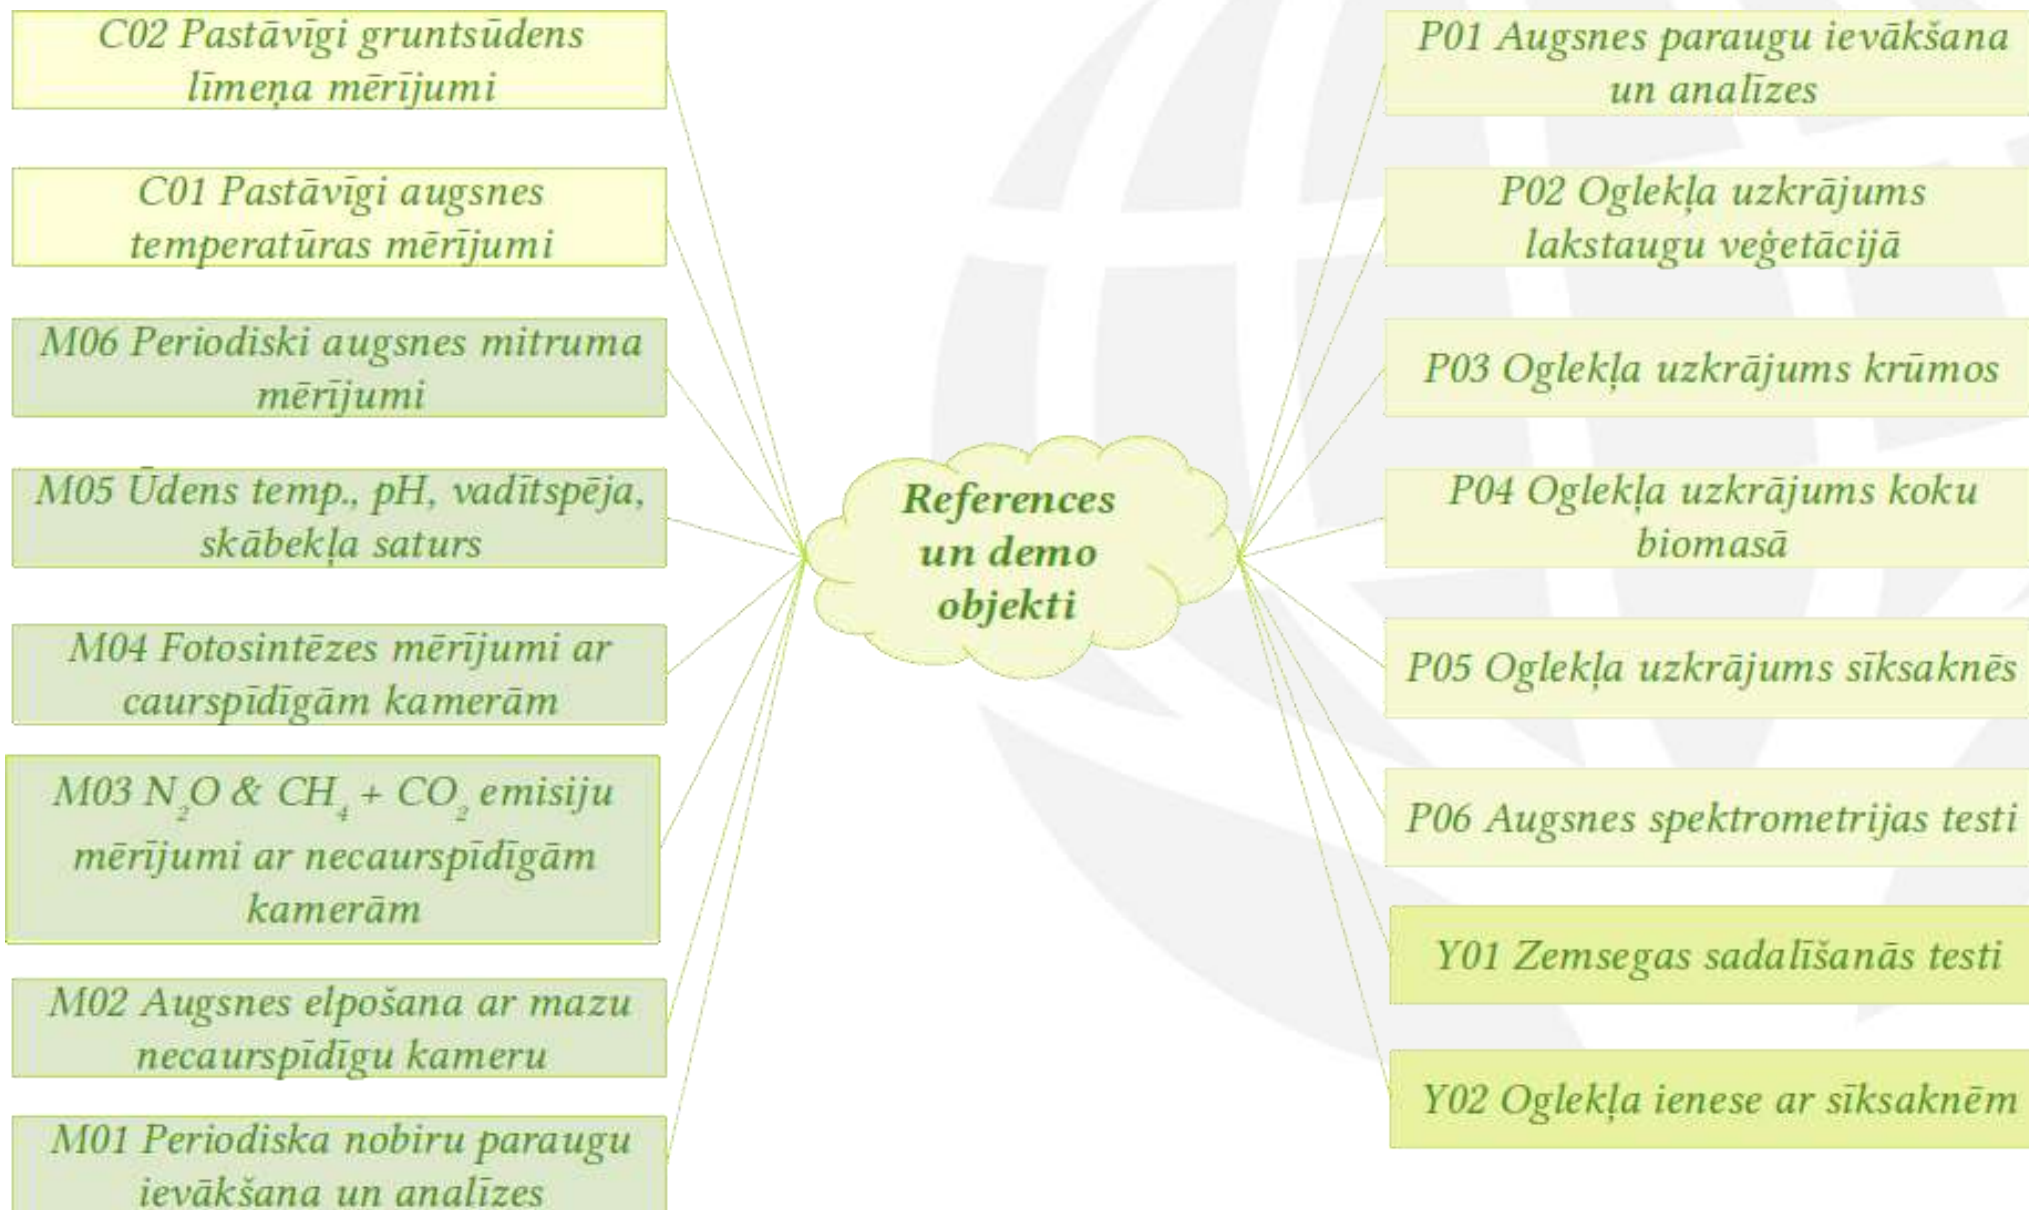 C02 Pastāvīgi gruntsūdens
līmeņa mērījumi
C01 Pastāvīgi augsnes
temperatūras mērījumi
M06 Periodiski augsnes mitruma
mērījumi
M05 Ūdens temp., pH, vadītspēja,
skābekļa saturs
M04 Fotosintēzes mērījumi ar
caurspīdīgām kamerām
M03 N₂O & CH₄ + CO₂ emisiju
mērījumi ar necaurspīdīgām
kamerām
M02 Augsnes elpošana ar mazu
necaurspīdīgu kameru
M01 Periodiska nobiru paraugu
ievākšana un analīzes
References
un demo
objekti
P01 Augsnes paraugu ievākšana
un analīzes
P02 Oglekļa uzkrājums
lakstaugu veģetācijā
P03 Oglekļa uzkrājums krūmos
P04 Oglekļa uzkrājums koku
biomasā
P05 Oglekļa uzkrājums sīksaknēs
P06 Augsnes spektrometrijas testi
Y01 Zemsegas sadalīšanās testi
Y02 Oglekļa ienese ar sīksaknēm